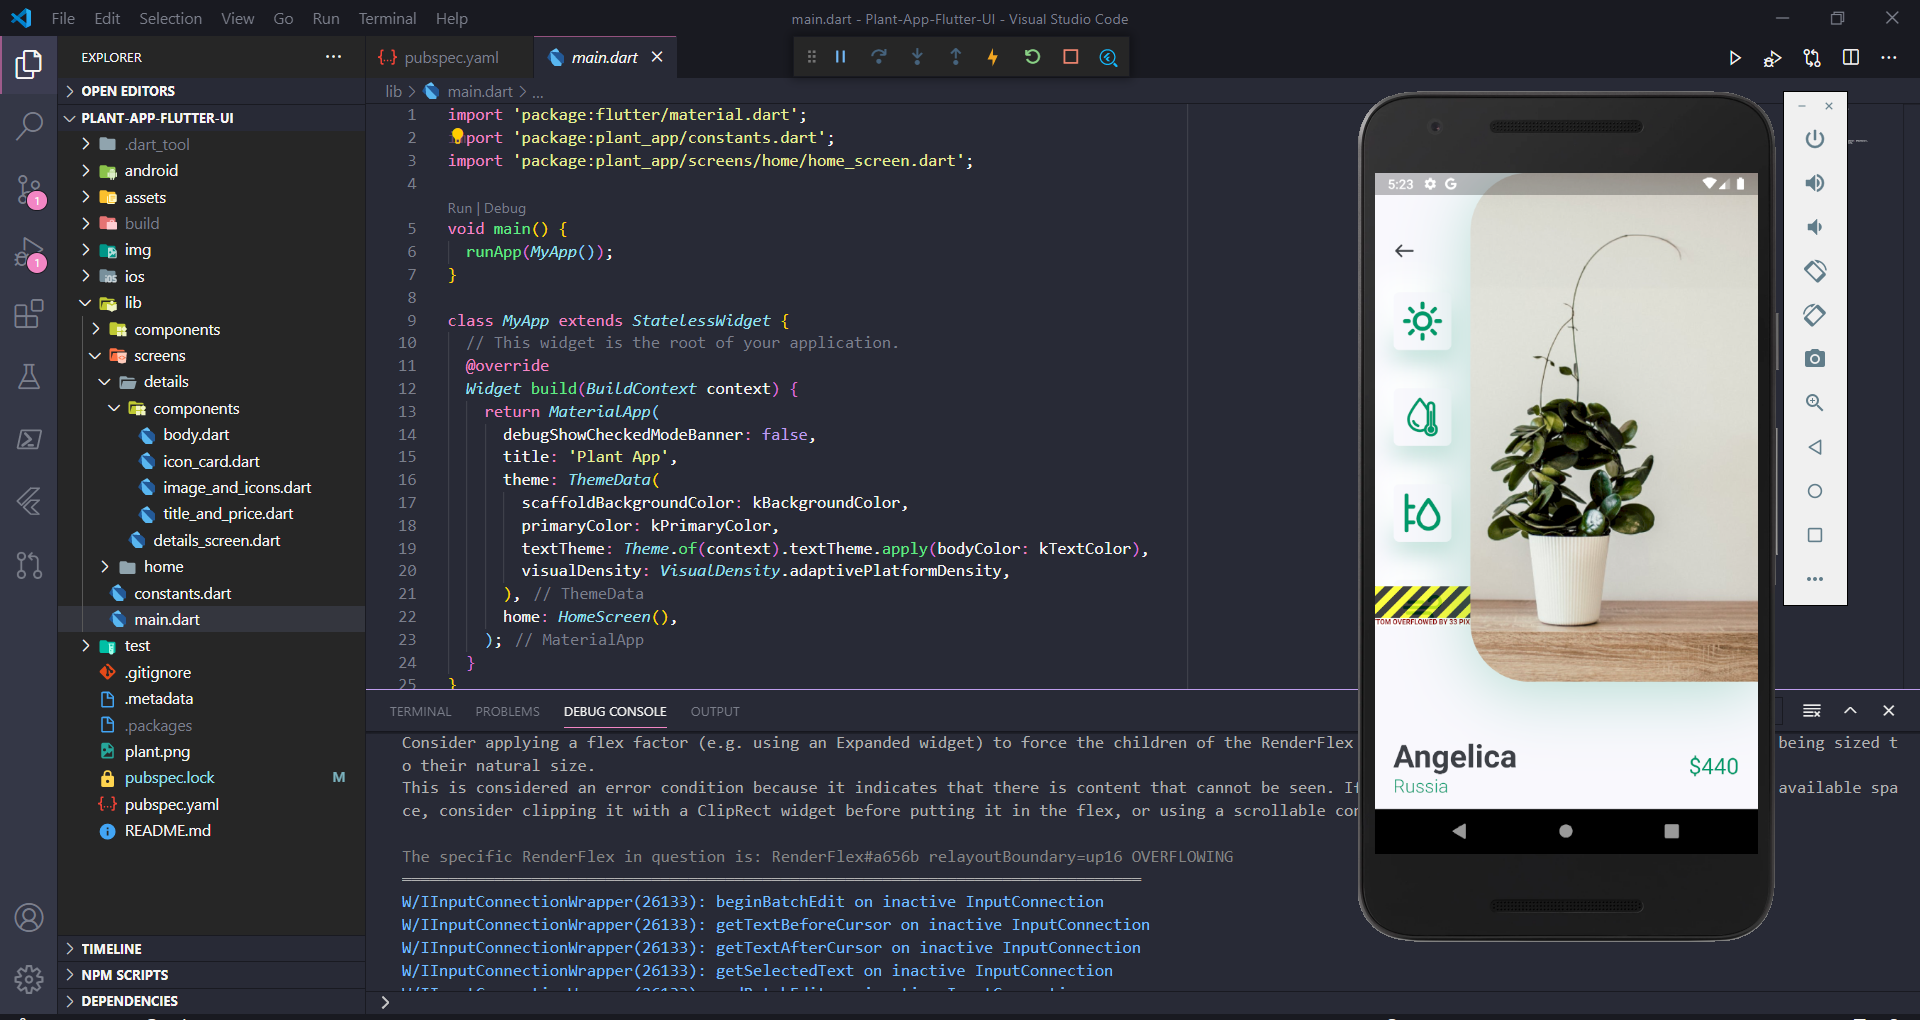 File Edit Selection View Go Run Terminal Help
main.dart - Plant-App-Flutter-UI - Visual Studio Code
EXPLORER
OPEN EDITORS
PLANT-APP-FLUTTER-UI
.dart_tool
android
assets
build
img
ios
lib
components
screens
details
components
body.dart
icon_card.dart
image_and_icons.dart
title_and_price.dart
details_screen.dart
home
constants.dart
main.dart
test
.gitignore
.metadata
.packages
plant.png
pubspec.lock M
pubspec.yaml
README.md
TIMELINE
NPM SCRIPTS
DEPENDENCIES
1
1
pubspec.yaml main.dart
lib > main.dart > ...
1 import 'package:flutter/material.dart';
2 port 'package:plant_app/constants.dart';
3 import 'package:plant_app/screens/home/home_screen.dart';
4
Run | Debug
5 void main() {
6 runApp(MyApp());
7 }
8
9 class MyApp extends StatelessWidget {
10 // This widget is the root of your application.
11 @override
12 Widget build(BuildContext context) {
13 return MaterialApp(
14 debugShowCheckedModeBanner: false,
15 title: 'Plant App',
16 theme: ThemeData(
17 scaffoldBackgroundColor: kBackgroundColor,
18 primaryColor: kPrimaryColor,
19 textTheme: Theme.of(context).textTheme.apply(bodyColor: kTextColor),
20 visualDensity: VisualDensity.adaptivePlatformDensity,
21 ), // ThemeData
22 home: HomeScreen(),
23 ); // MaterialApp
24 }
25 }
TERMINAL PROBLEMS DEBUG CONSOLE OUTPUT
Consider applying a flex factor (e.g. using an Expanded widget) to force the children of the RenderFlex being sized t
o their natural size.
This is considered an error condition because it indicates that there is content that cannot be seen. If available spa
ce, consider clipping it with a ClipRect widget before putting it in the flex, or using a scrollable con
The specific RenderFlex in question is: RenderFlex#a656b relayoutBoundary=up16 OVERFLOWING
W/IInputConnectionWrapper(26133): beginBatchEdit on inactive InputConnection
W/IInputConnectionWrapper(26133): getTextBeforeCursor on inactive InputConnection
W/IInputConnectionWrapper(26133): getTextAfterCursor on inactive InputConnection
W/IInputConnectionWrapper(26133): getSelectedText on inactive InputConnection
5:23 G
TOM OVERFLOWED BY 33 PIX
Angelica
Russia
$440